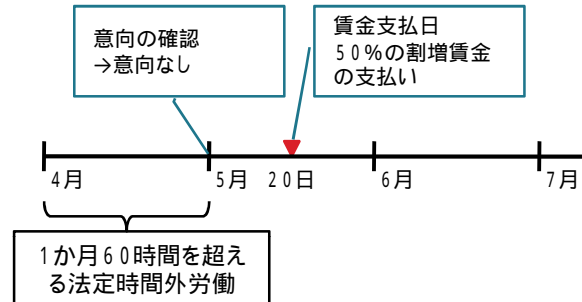 意向の確認
→意向なし
賃金支払日
50%の割増賃金
の支払い
4月
5月
20日
6月
7月
1か月60時間を超え
る法定時間外労働